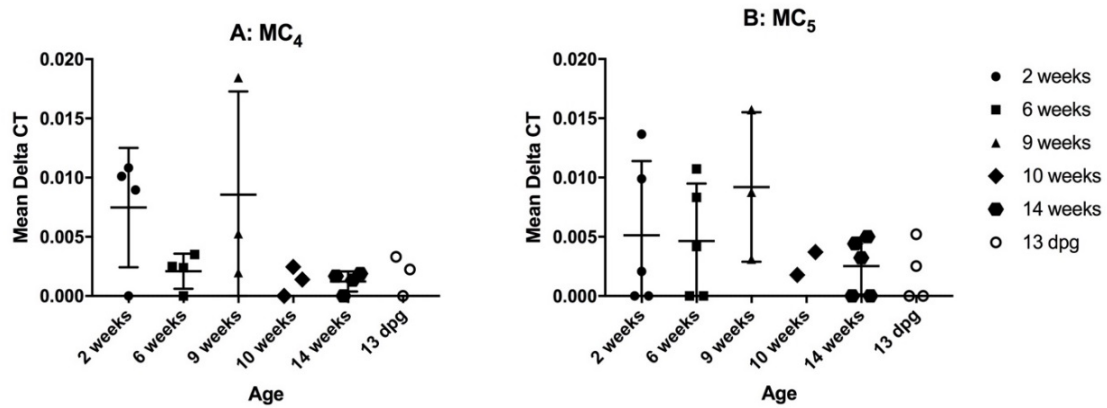 A: MC4
Mean Delta CT
0.020
0.015
0.010
0.005
0.000
2 weeks
6 weeks
9 weeks
10 weeks
14 weeks
13 dpg
Age
B: MC5
Mean Delta CT
0.020
0.015
0.010
0.005
0.000
2 weeks
6 weeks
9 weeks
10 weeks
14 weeks
13 dpg
Age
2 weeks
6 weeks
9 weeks
10 weeks
14 weeks
13 dpg